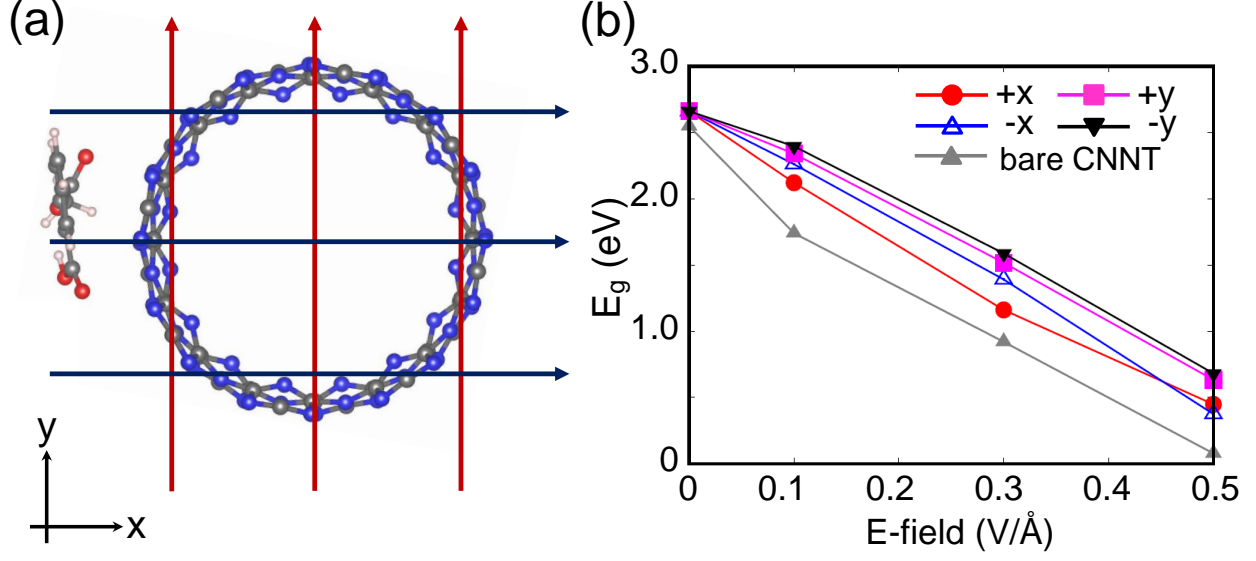 (a)
y
x
(b)
3.0
2.0
1.0
0
E_g (eV)
+x +y
-x -y
bare CNNT
0 0.1 0.2 0.3 0.4 0.5
E-field (V/Å)